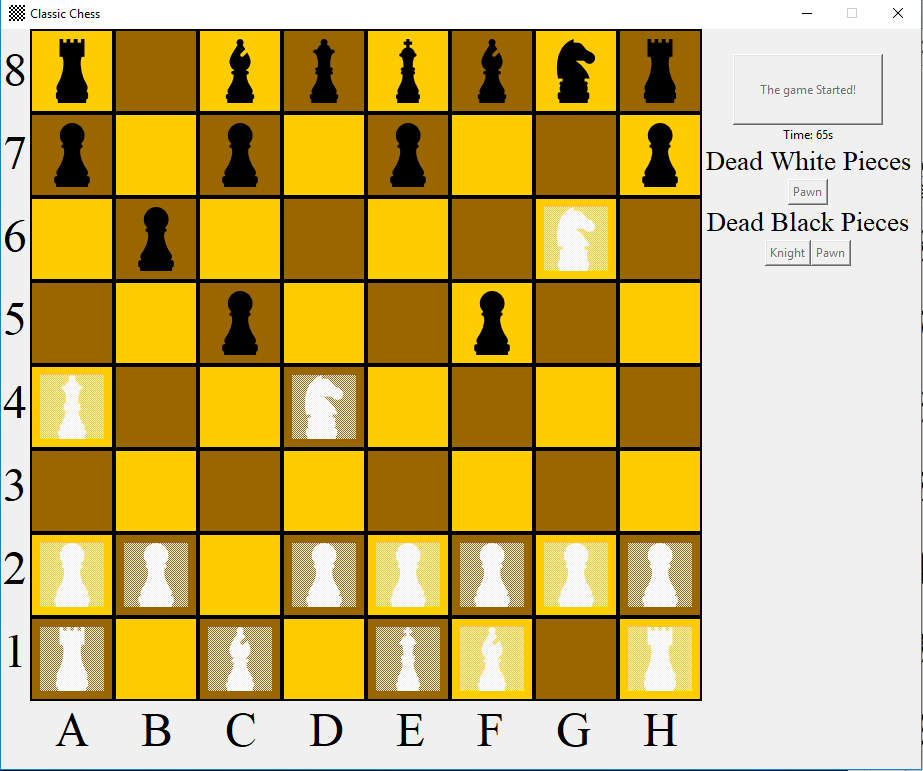 Classic Chess
8
7
6
5
4
3
2
1
A B C D E F G H
The game Started!
Time: 65s
Dead White Pieces
Pawn
Dead Black Pieces
Knight Pawn